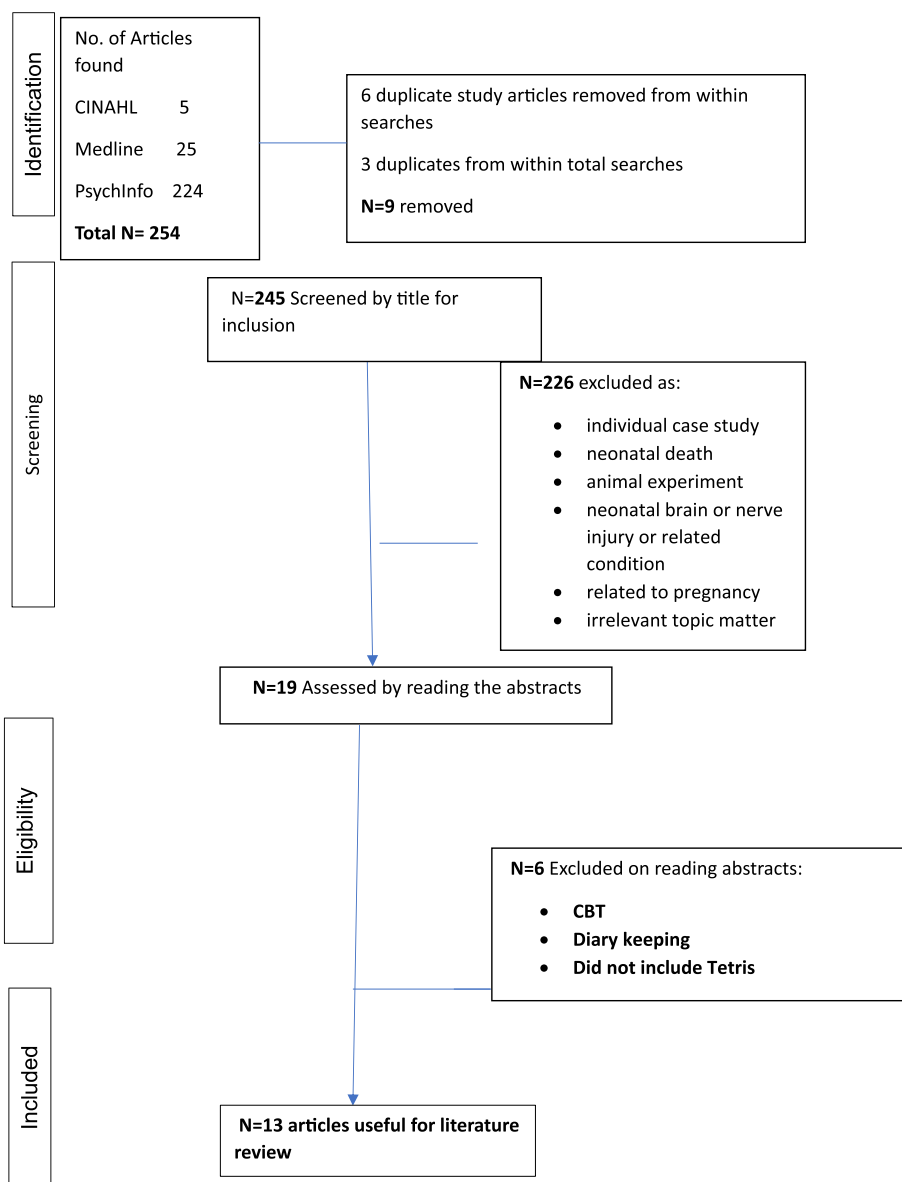 Identification
No. of Articles
found
CINAHL 5
Medline 25
PsychInfo 224
Total N= 254
6 duplicate study articles removed from within
searches
3 duplicates from within total searches
N=9 removed
Screening
N=245 Screened by title for
inclusion
N=226 excluded as:
• individual case study
• neonatal death
• animal experiment
• neonatal brain or nerve
injury or related
condition
• related to pregnancy
• irrelevant topic matter
N=19 Assessed by reading the abstracts
Eligibility
N=6 Excluded on reading abstracts:
• CBT
• Diary keeping
• Did not include Tetris
Included
N=13 articles useful for literature
review